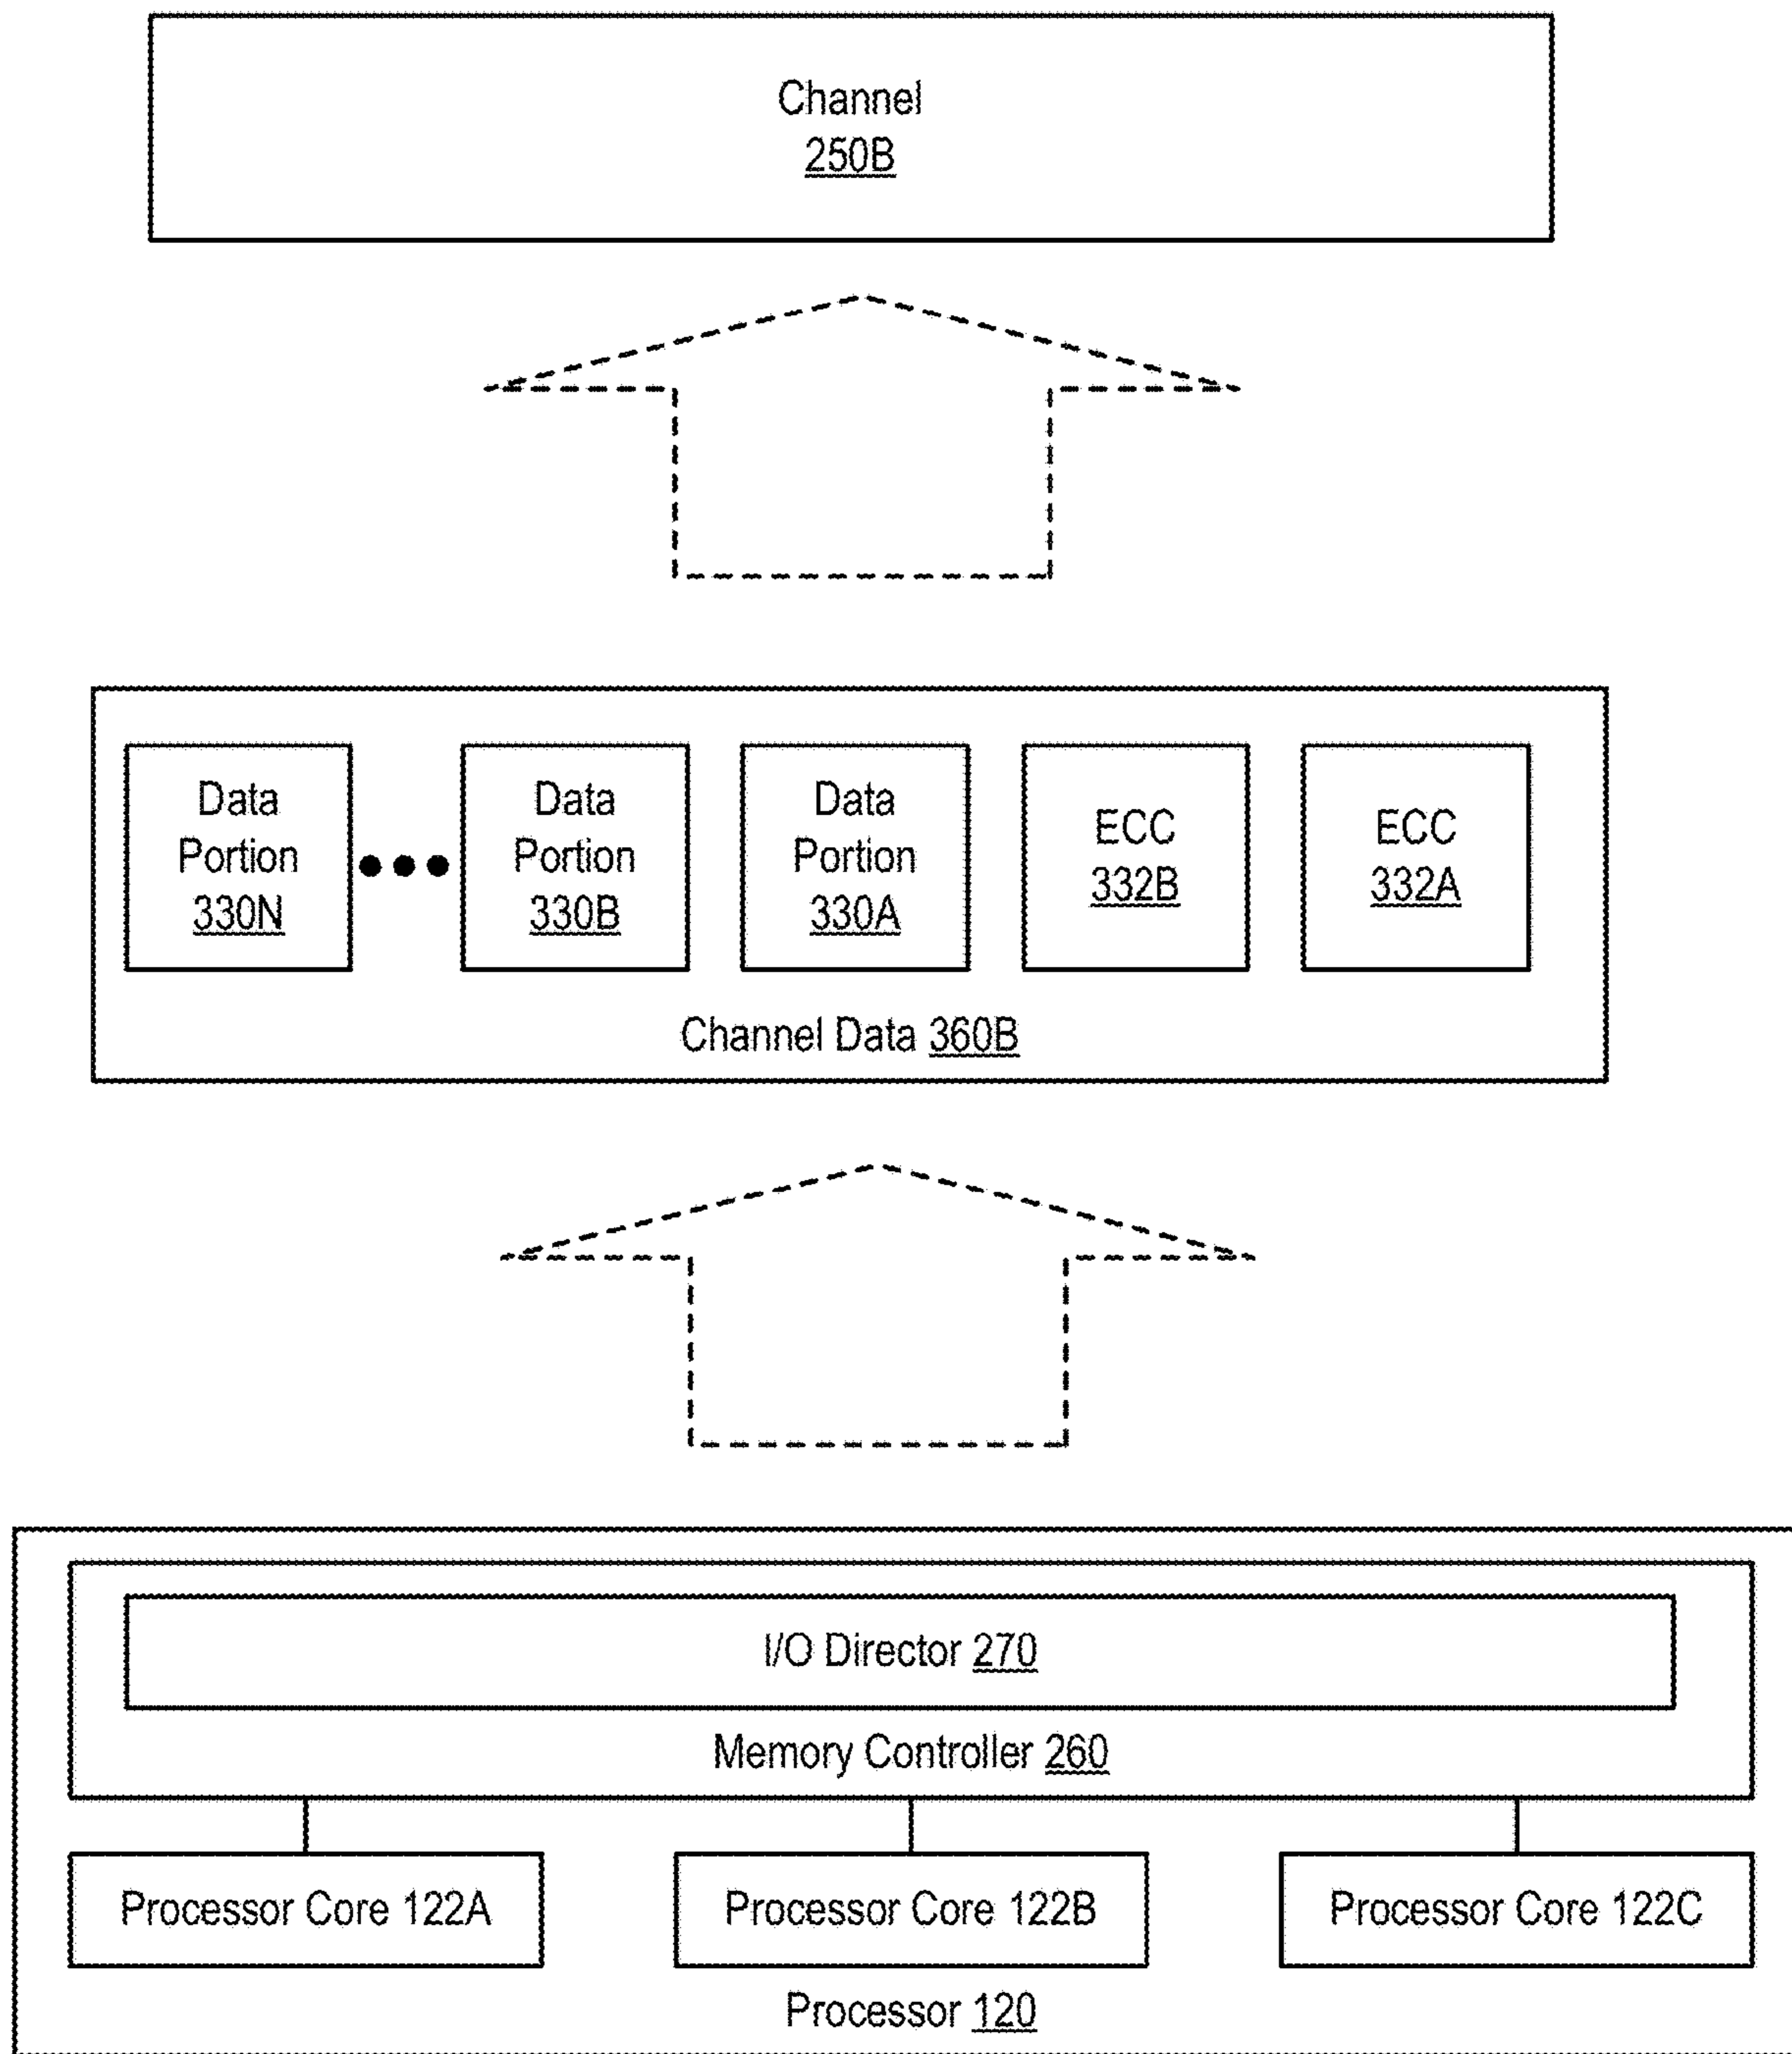 Channel
250B
Data
Portion
330N
Data
Portion
330B
Data
Portion
330A
ECC
332B
ECC
332A
Channel Data 360B
I/O Director 270
Memory Controller 260
Processor Core 122A
Processor Core 122B
Processor Core 122C
Processor 120